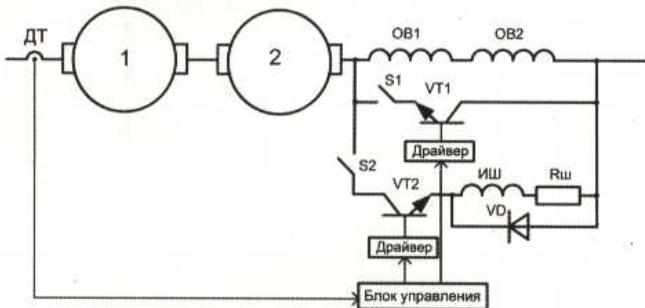 ДТ
1
2
ОВ1
ОВ2
S1
VT1
Драйвер
S2
VT2
ИШ
Rш
VD
Драйвер
Блок управления